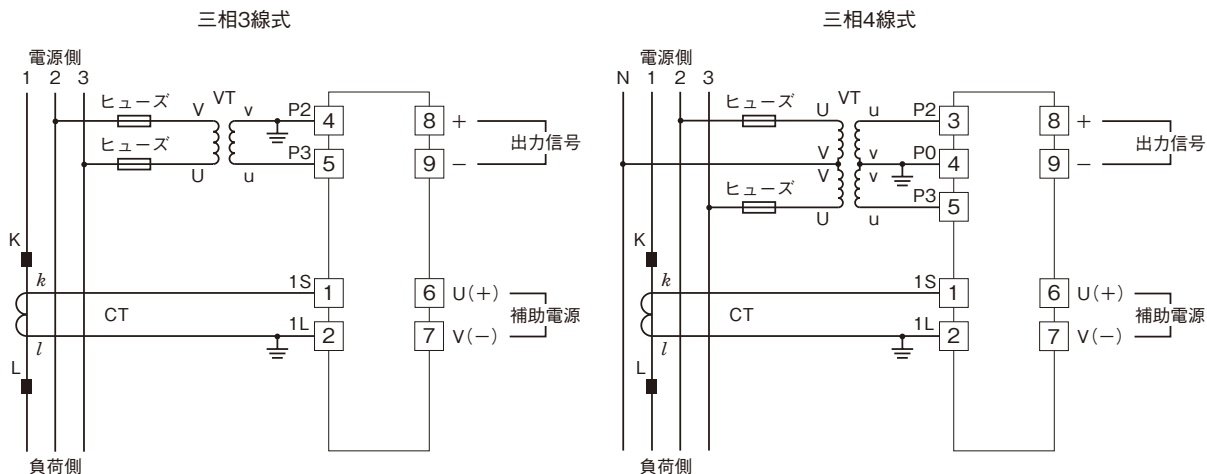 三相3線式
電源側
1 2 3
ヒューズ
V VT v P2 4 8 +
出力信号
ヒューズ
U u P3 5 9 −
K
k 1S 1 6 U(+)
CT 補助電源
l 1L 2 7 V(−)
L
負荷側
三相4線式
電源側
N 1 2 3
ヒューズ
U VT u P2 3 8 +
出力信号
V v P0 4 9 −
V v
ヒューズ
U u P3 5
K
k 1S 1 6 U(+)
CT 補助電源
l 1L 2 7 V(−)
L
負荷側